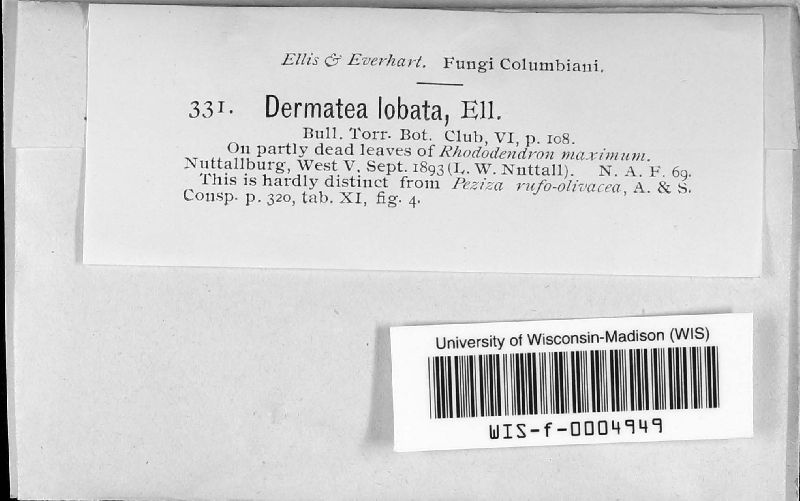 Ellis & Everhart. Fungi Columbiani.
331. Dermatea lobata, Ell.
Bull. Torr. Bot. Club, VI, p. 108.
On partly dead leaves of Rhododendron maximum.
Nuttallburg, West V. Sept. 1893 (L. W. Nuttall). N. A. F. 69.
This is hardly distinct from Peziza rufo-olivacea, A. & S.
Consp. p. 320, tab. XI, fig. 4.
University of Wisconsin-Madison (WIS)
WIS-f-0004949